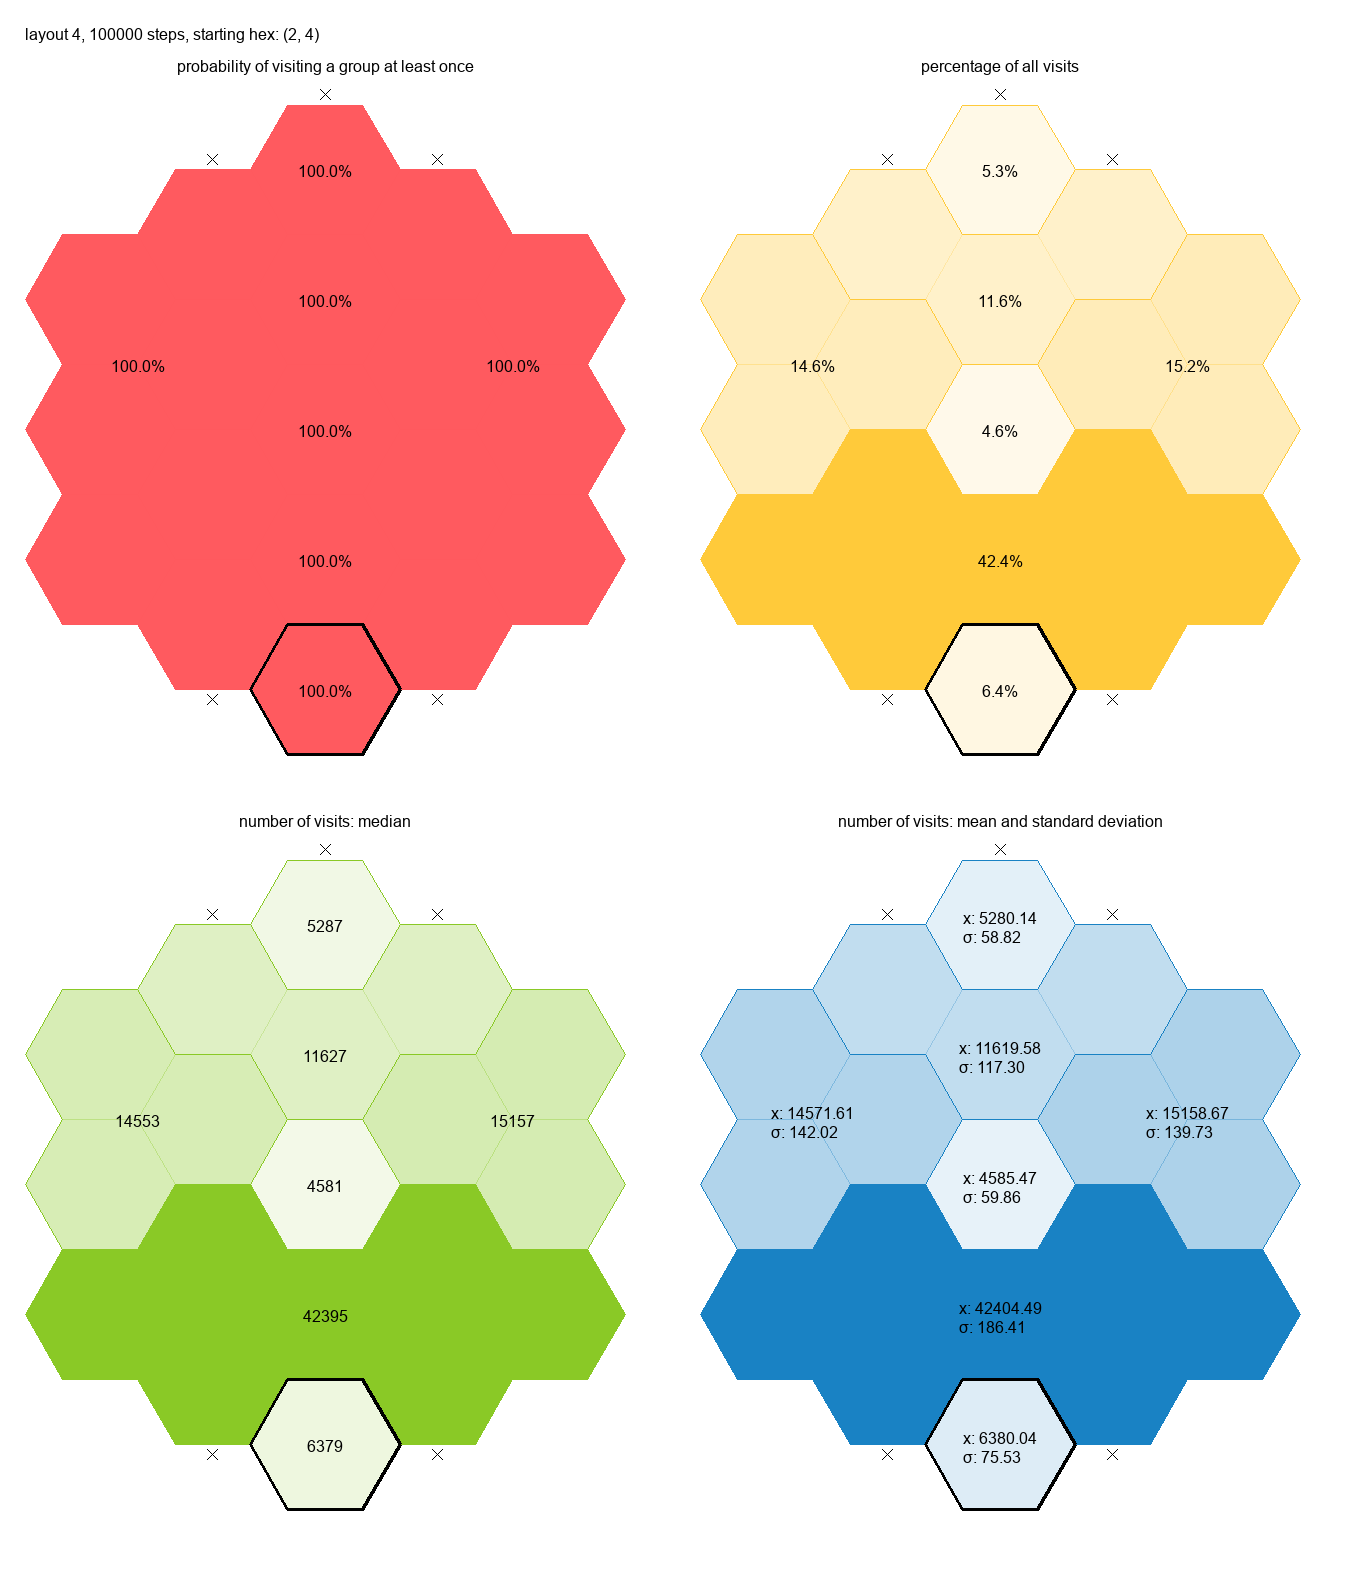 layout 4, 100000 steps, starting hex: (2, 4)
probability of visiting a group at least once
100.0%
100.0%
100.0%
100.0%
100.0%
100.0%
100.0%
percentage of all visits
5.3%
11.6%
14.6%
15.2%
4.6%
42.4%
6.4%
number of visits: median
5287
11627
14553
15157
4581
42395
6379
number of visits: mean and standard deviation
x: 5280.14
σ: 58.82
x: 11619.58
σ: 117.30
x: 14571.61
σ: 142.02
x: 15158.67
σ: 139.73
x: 4585.47
σ: 59.86
x: 42404.49
σ: 186.41
x: 6380.04
σ: 75.53